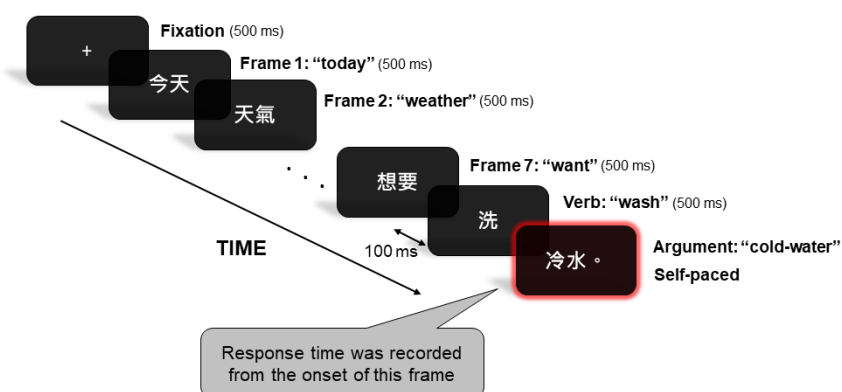 +
Fixation (500 ms)
今天
Frame 1: “today” (500 ms)
天氣
Frame 2: “weather” (500 ms)
. . .
想要
Frame 7: “want” (500 ms)
洗
Verb: “wash” (500 ms)
100 ms
TIME
冷水。
Argument: “cold-water”
Self-paced
Response time was recorded
from the onset of this frame